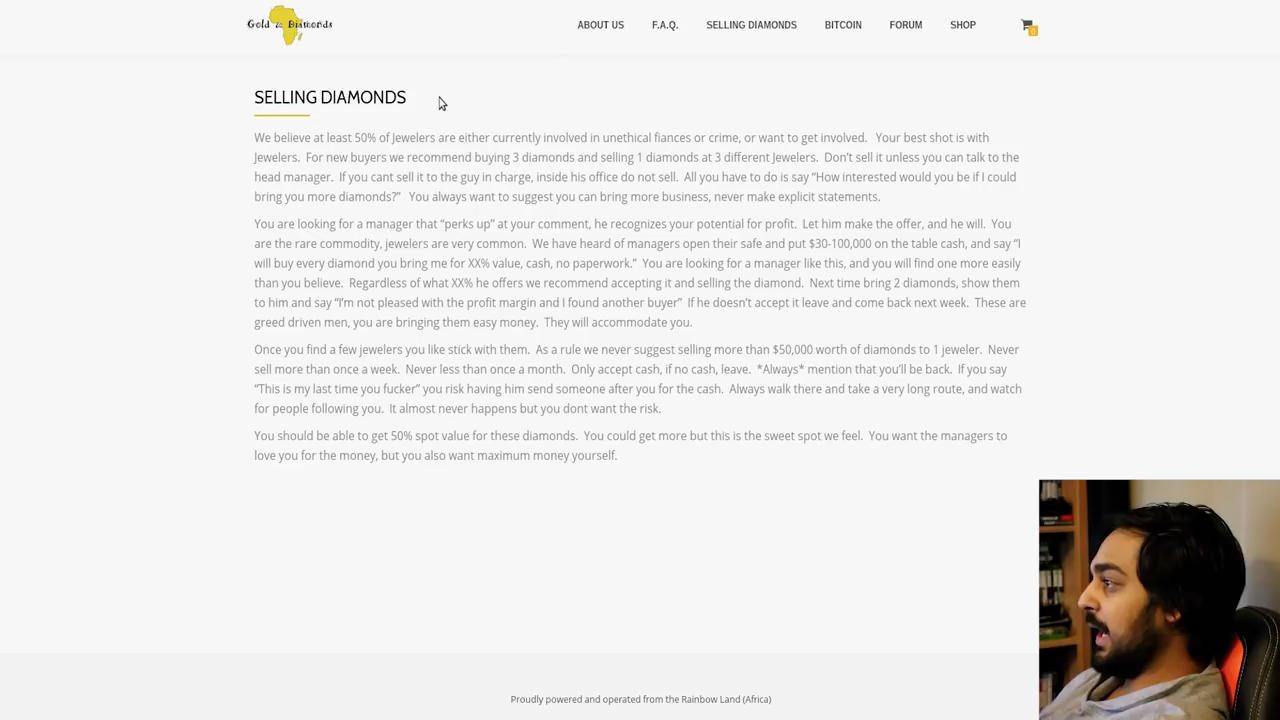 Gold & Diamonds
ABOUT US F.A.Q. SELLING DIAMONDS BITCOIN FORUM SHOP
0
SELLING DIAMONDS
We believe at least 50% of Jewelers are either currently involved in unethical fiances or crime, or want to get involved. Your best shot is with
Jewelers. For new buyers we recommend buying 3 diamonds and selling 1 diamonds at 3 different Jewelers. Don't sell it unless you can talk to the
head manager. If you cant sell it to the guy in charge, inside his office do not sell. All you have to do is say “How interested would you be if I could
bring you more diamonds?” You always want to suggest you can bring more business, never make explicit statements.
You are looking for a manager that “perks up” at your comment, he recognizes your potential for profit. Let him make the offer, and he will. You
are the rare commodity, jewelers are very common. We have heard of managers open their safe and put $30-100,000 on the table cash, and say “I
will buy every diamond you bring me for XX% value, cash, no paperwork.” You are looking for a manager like this, and you will find one more easily
than you believe. Regardless of what XX% he offers we recommend accepting it and selling the diamond. Next time bring 2 diamonds, show them
to him and say “I'm not pleased with the profit margin and I found another buyer” If he doesn't accept it leave and come back next week. These are
greed driven men, you are bringing them easy money. They will accommodate you.
Once you find a few jewelers you like stick with them. As a rule we never suggest selling more than $50,000 worth of diamonds to 1 jeweler. Never
sell more than once a week. Never less than once a month. Only accept cash, if no cash, leave. *Always* mention that you'll be back. If you say
“This is my last time you fucker” you risk having him send someone after you for the cash. Always walk there and take a very long route, and watch
for people following you. It almost never happens but you dont want the risk.
You should be able to get 50% spot value for these diamonds. You could get more but this is the sweet spot we feel. You want the managers to
love you for the money, but you also want maximum money yourself.
Proudly powered and operated from the Rainbow Land (Africa)